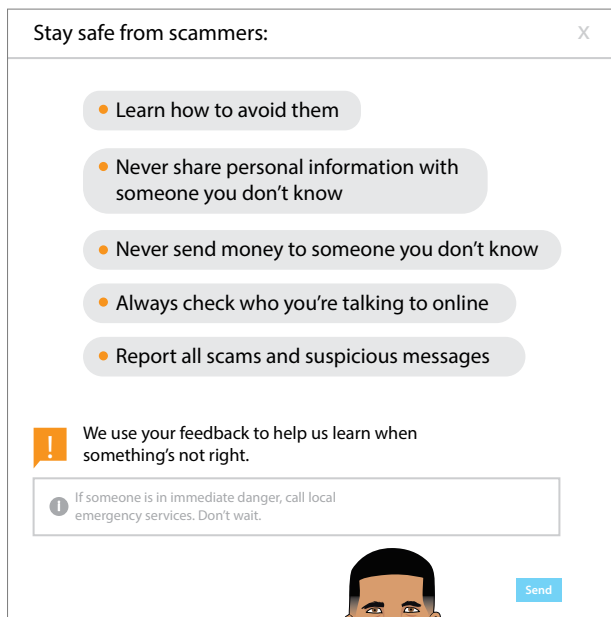 Stay safe from scammers:
X
• Learn how to avoid them
• Never share personal information with
someone you don’t know
• Never send money to someone you don’t know
• Always check who you’re talking to online
• Report all scams and suspicious messages
!
We use your feedback to help us learn when
something’s not right.
i
If someone is in immediate danger, call local
emergency services. Don’t wait.
Send